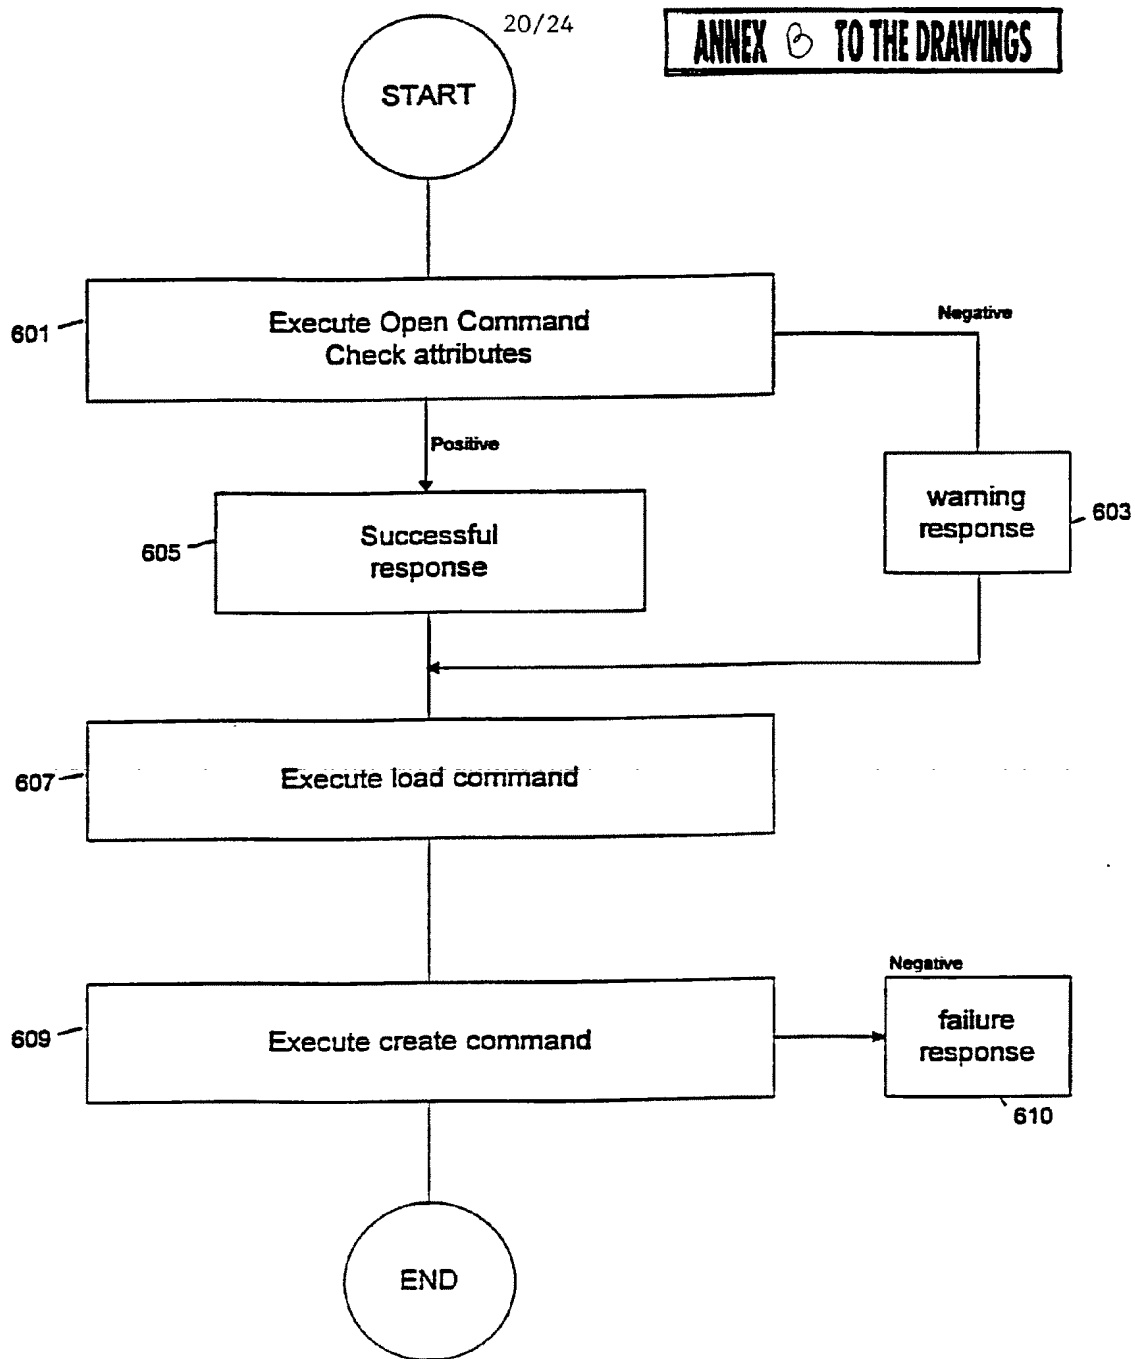 20/24
ANNEX B TO THE DRAWINGS
START
601
Execute Open Command
Check attributes
Negative
Positive
605
Successful
response
warning
response
603
607
Execute load command
609
Execute create command
Negative
failure
response
610
END